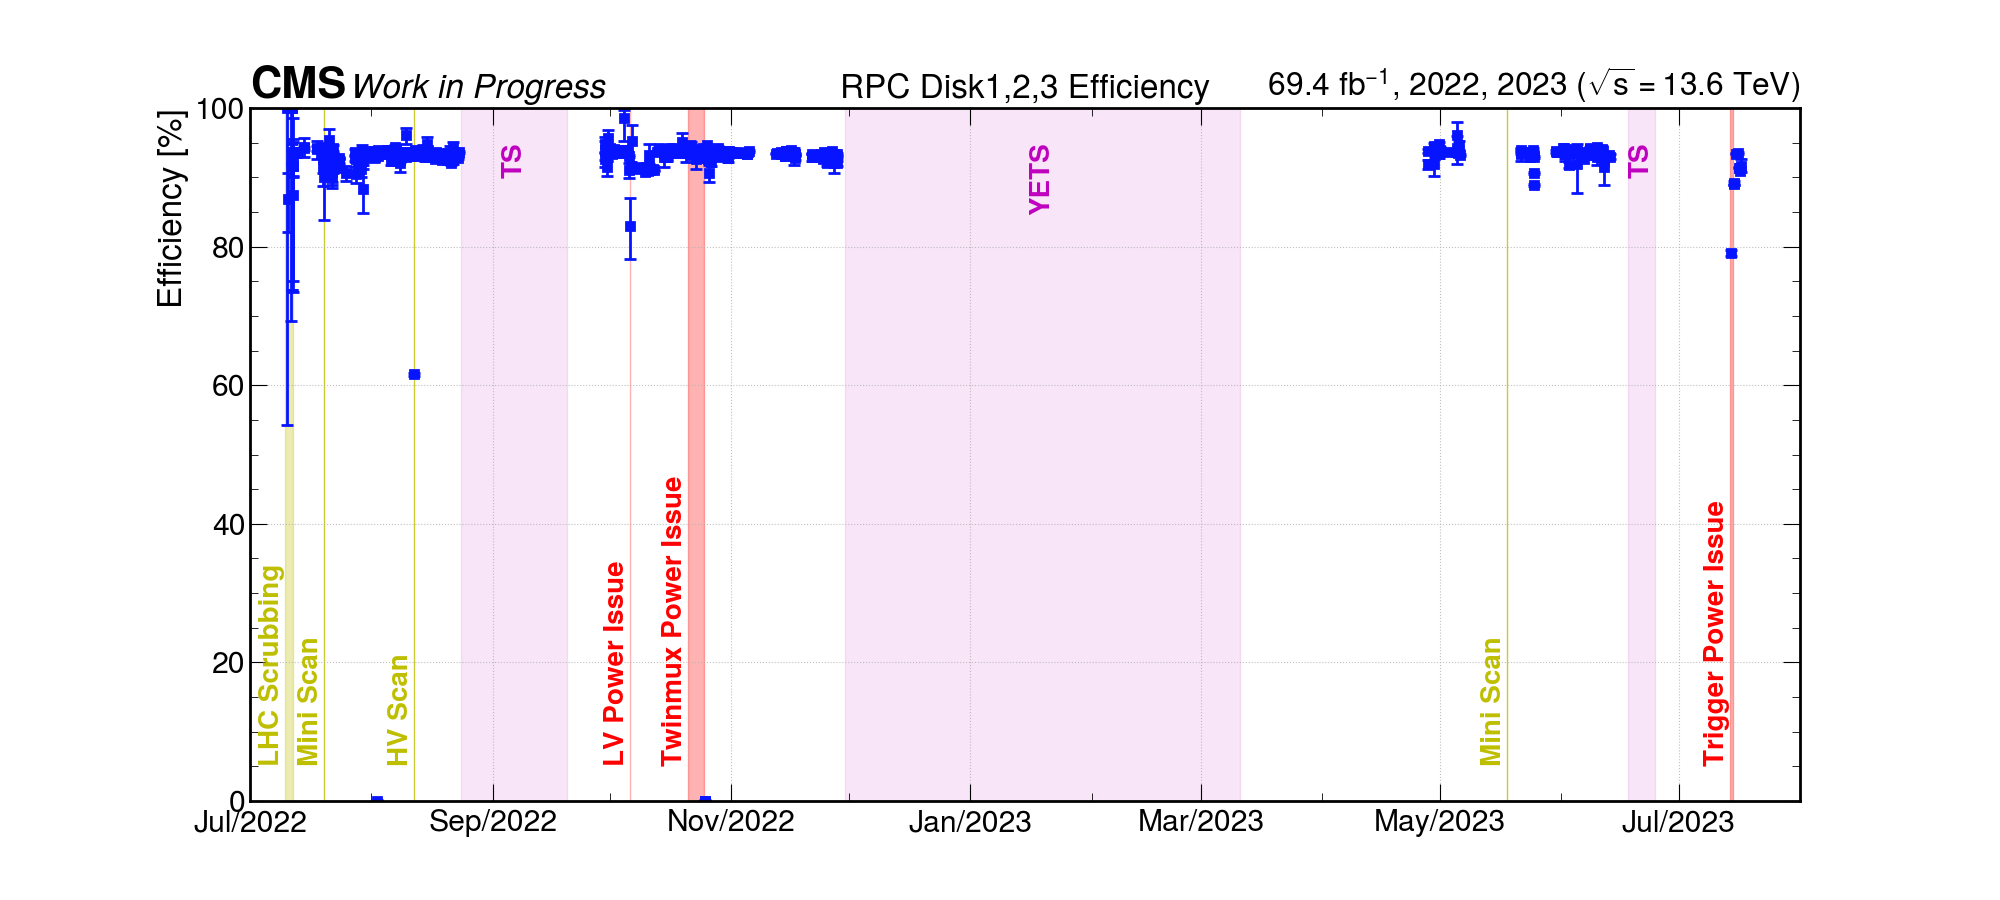 CMS Work in Progress RPC Disk1,2,3 Efficiency 69.4 fb⁻¹, 2022, 2023 (√s = 13.6 TeV)
Efficiency [%]
100
80
60
40
20
0
TS
YETS
TS
LHC Scrubbing
Mini Scan
HV Scan
LV Power Issue
Twinmux Power Issue
Mini Scan
Trigger Power Issue
Jul/2022 Sep/2022 Nov/2022 Jan/2023 Mar/2023 May/2023 Jul/2023